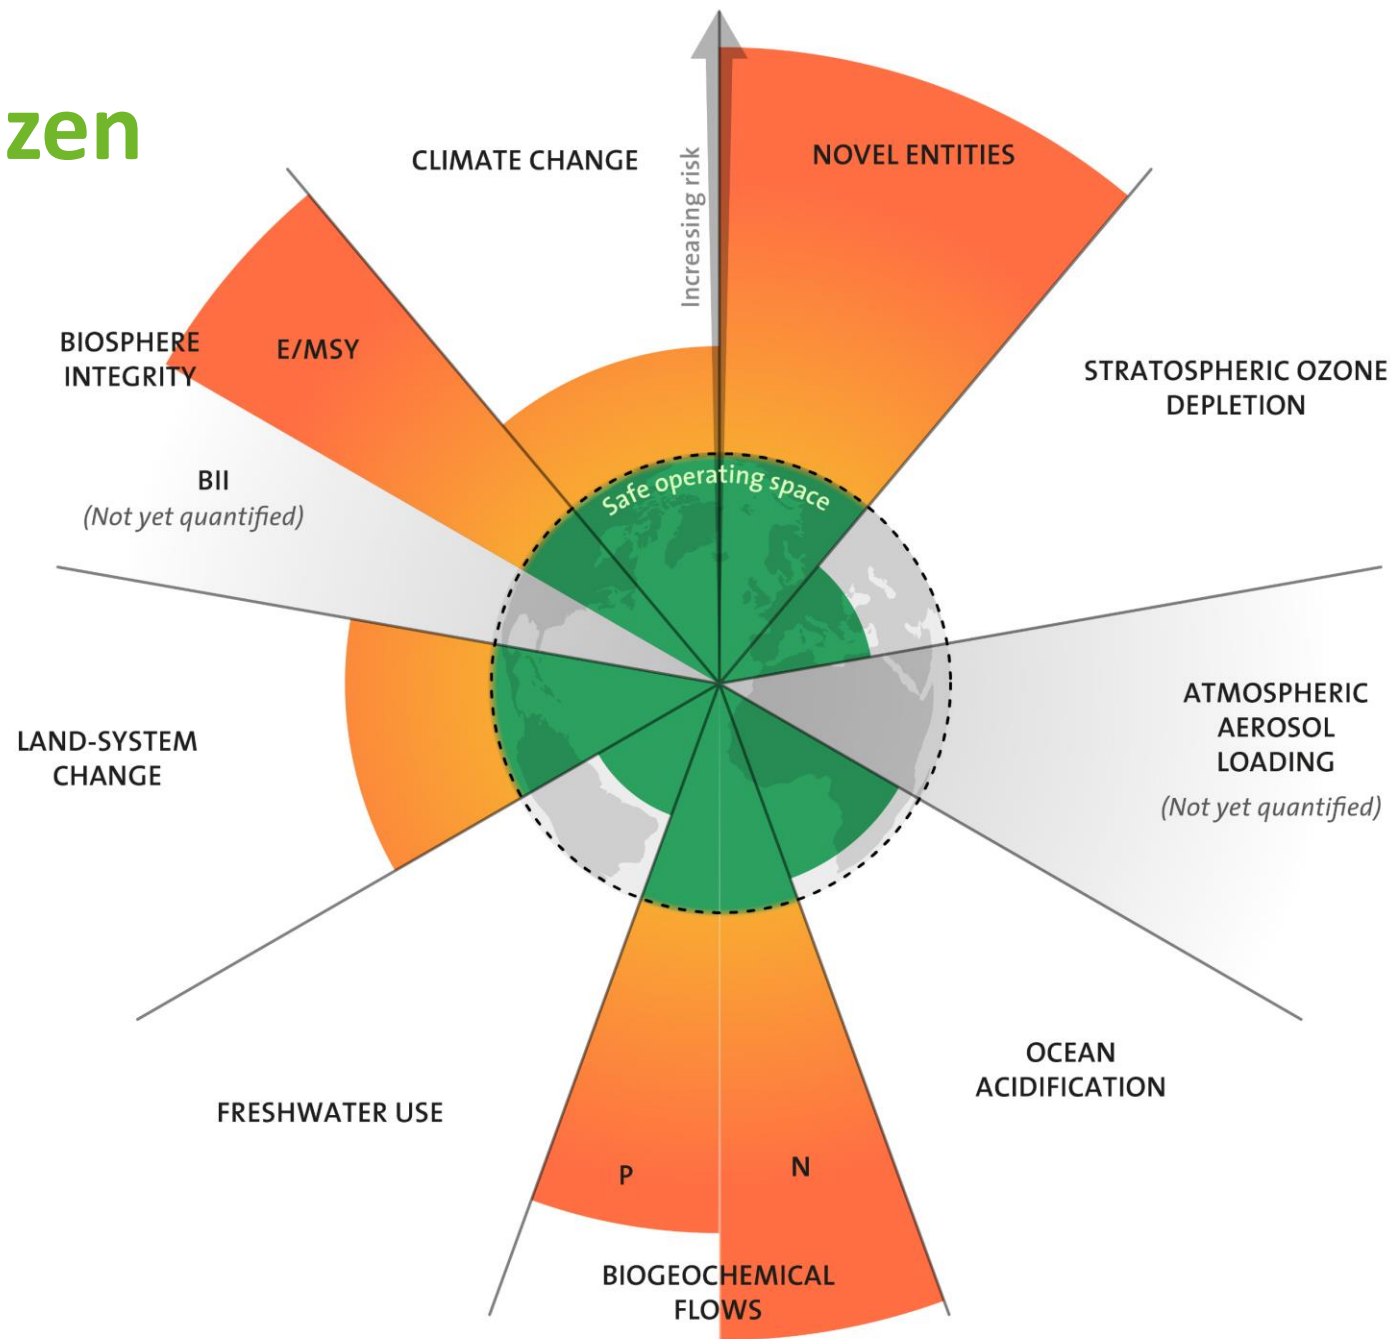 zen
CLIMATE CHANGE
Increasing risk
NOVEL ENTITIES
BIOSPHERE
INTEGRITY
E/MSY
STRATOSPHERIC OZONE
DEPLETION
BII
(Not yet quantified)
Safe operating space
ATMOSPHERIC
AEROSOL
LOADING
(Not yet quantified)
LAND-SYSTEM
CHANGE
OCEAN
ACIDIFICATION
FRESHWATER USE
P
N
BIOGEOCHEMICAL
FLOWS